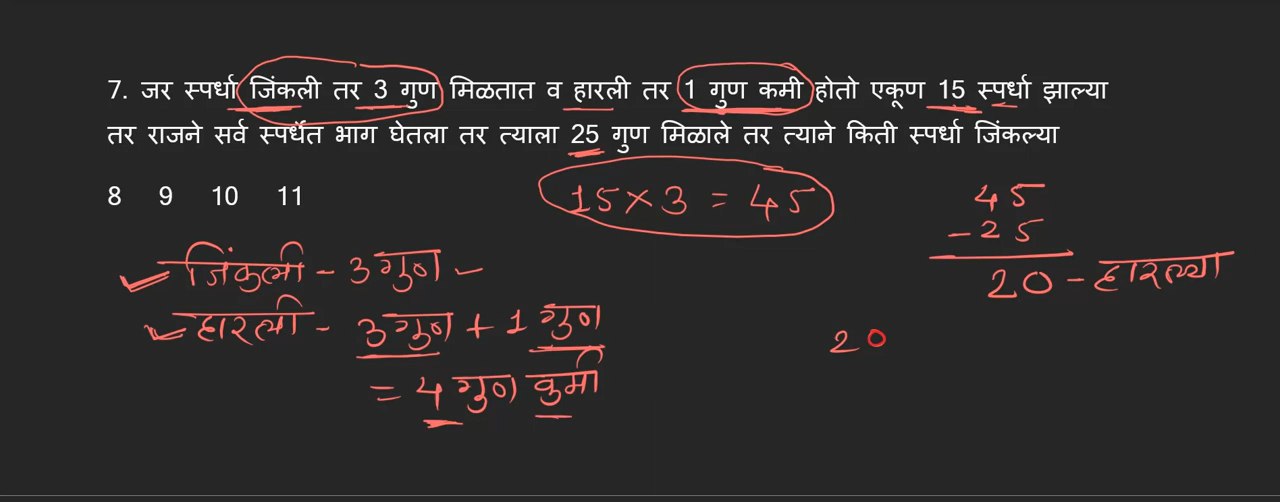 7. जर स्पर्धा जिंकली तर 3 गुण मिळतात व हारली तर 1 गुण कमी होतो एकूण 15 स्पर्धा झाल्या
तर राजने सर्व स्पर्धेत भाग घेतला तर त्याला 25 गुण मिळाले तर त्याने किती स्पर्धा जिंकल्या
8 9 10 11
15 × 3 = 45
45
- 25
20 - हारल्या
जिंकली - 3 गुण
हारली - 3 गुण + 1 गुण
= 4 गुण कमी
20